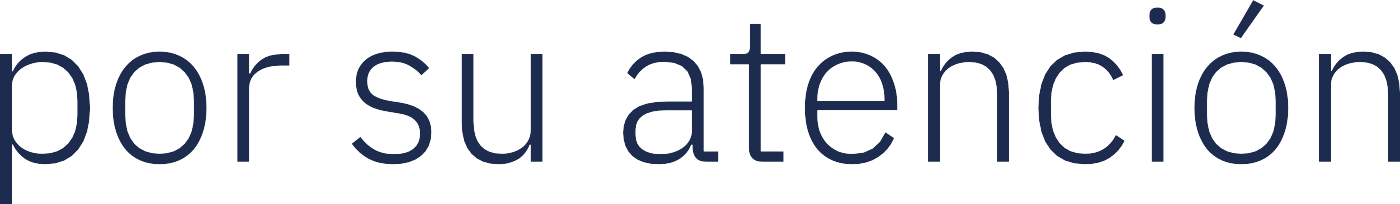 por su atención